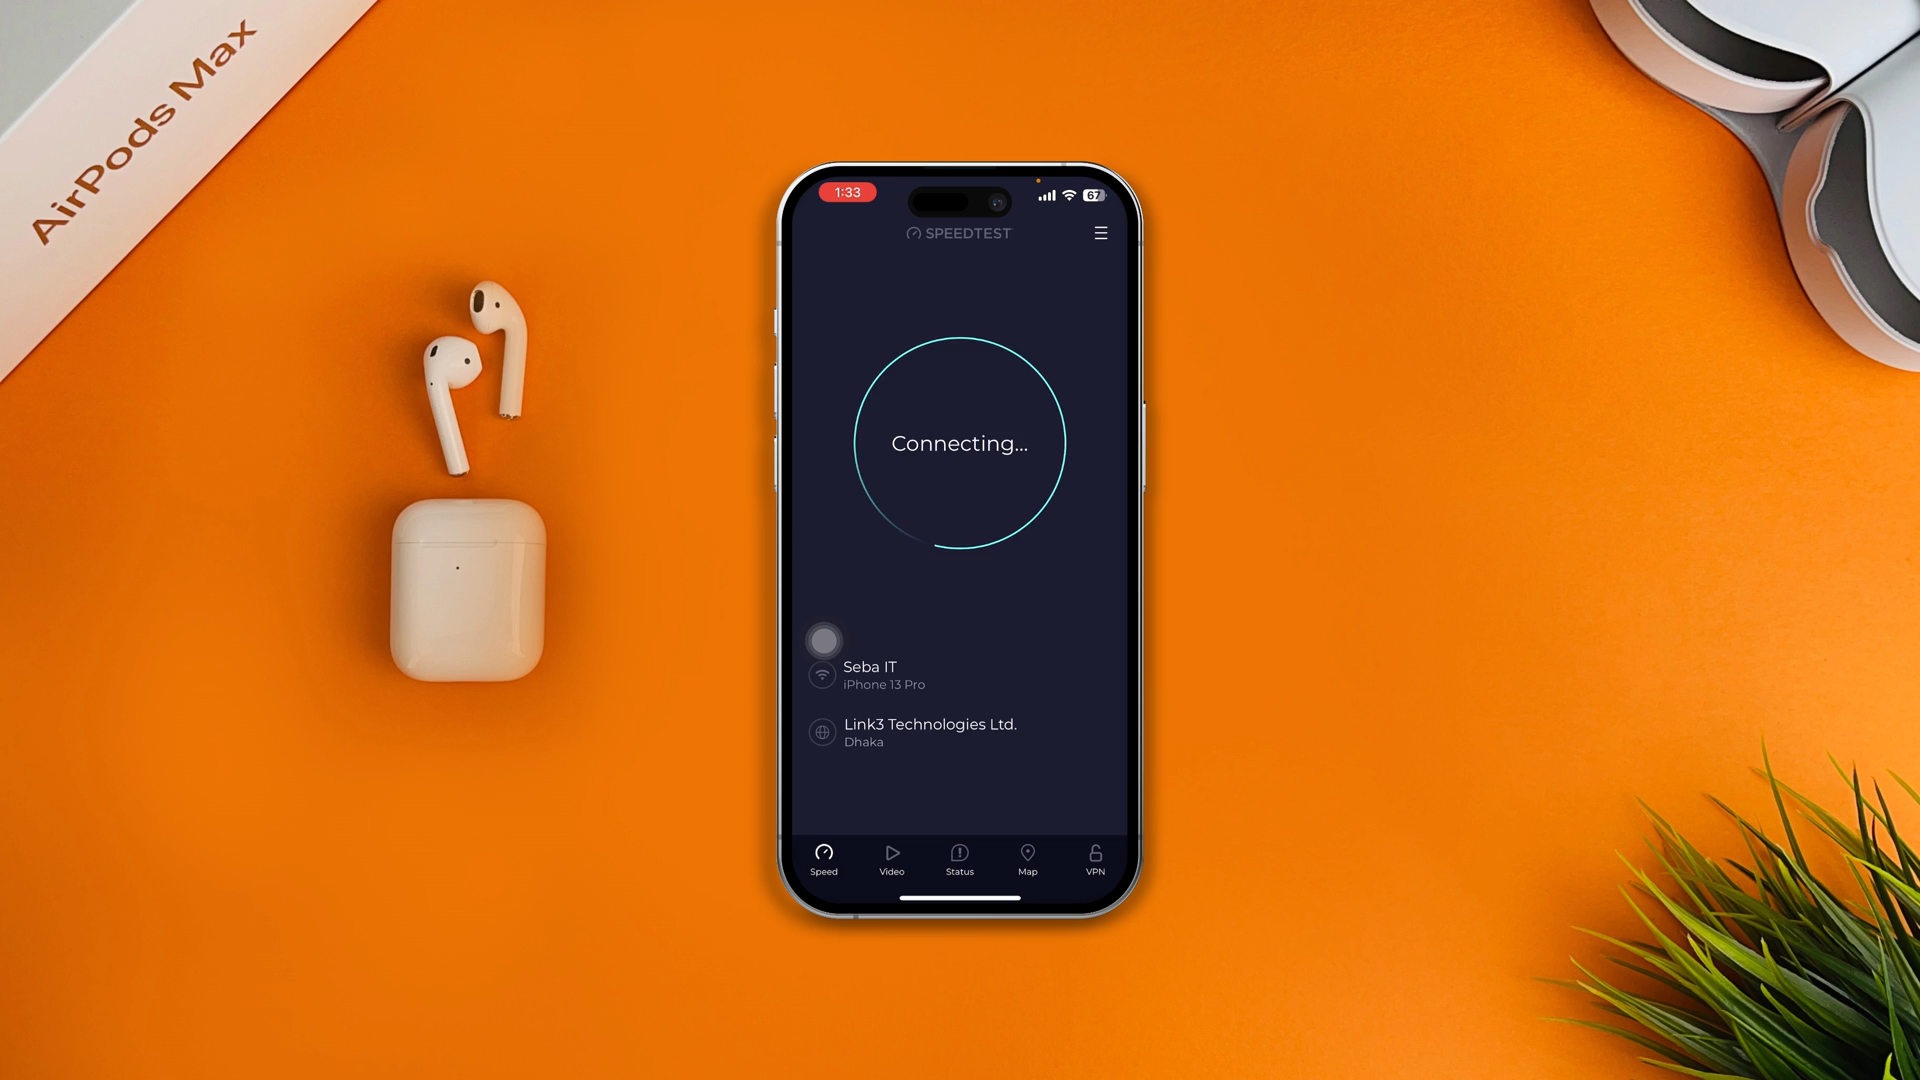 AirPods Max
1:33
67
SPEEDTEST
Connecting...
Seba IT
iPhone 13 Pro
Link3 Technologies Ltd.
Dhaka
Speed
Video
Status
Map
VPN